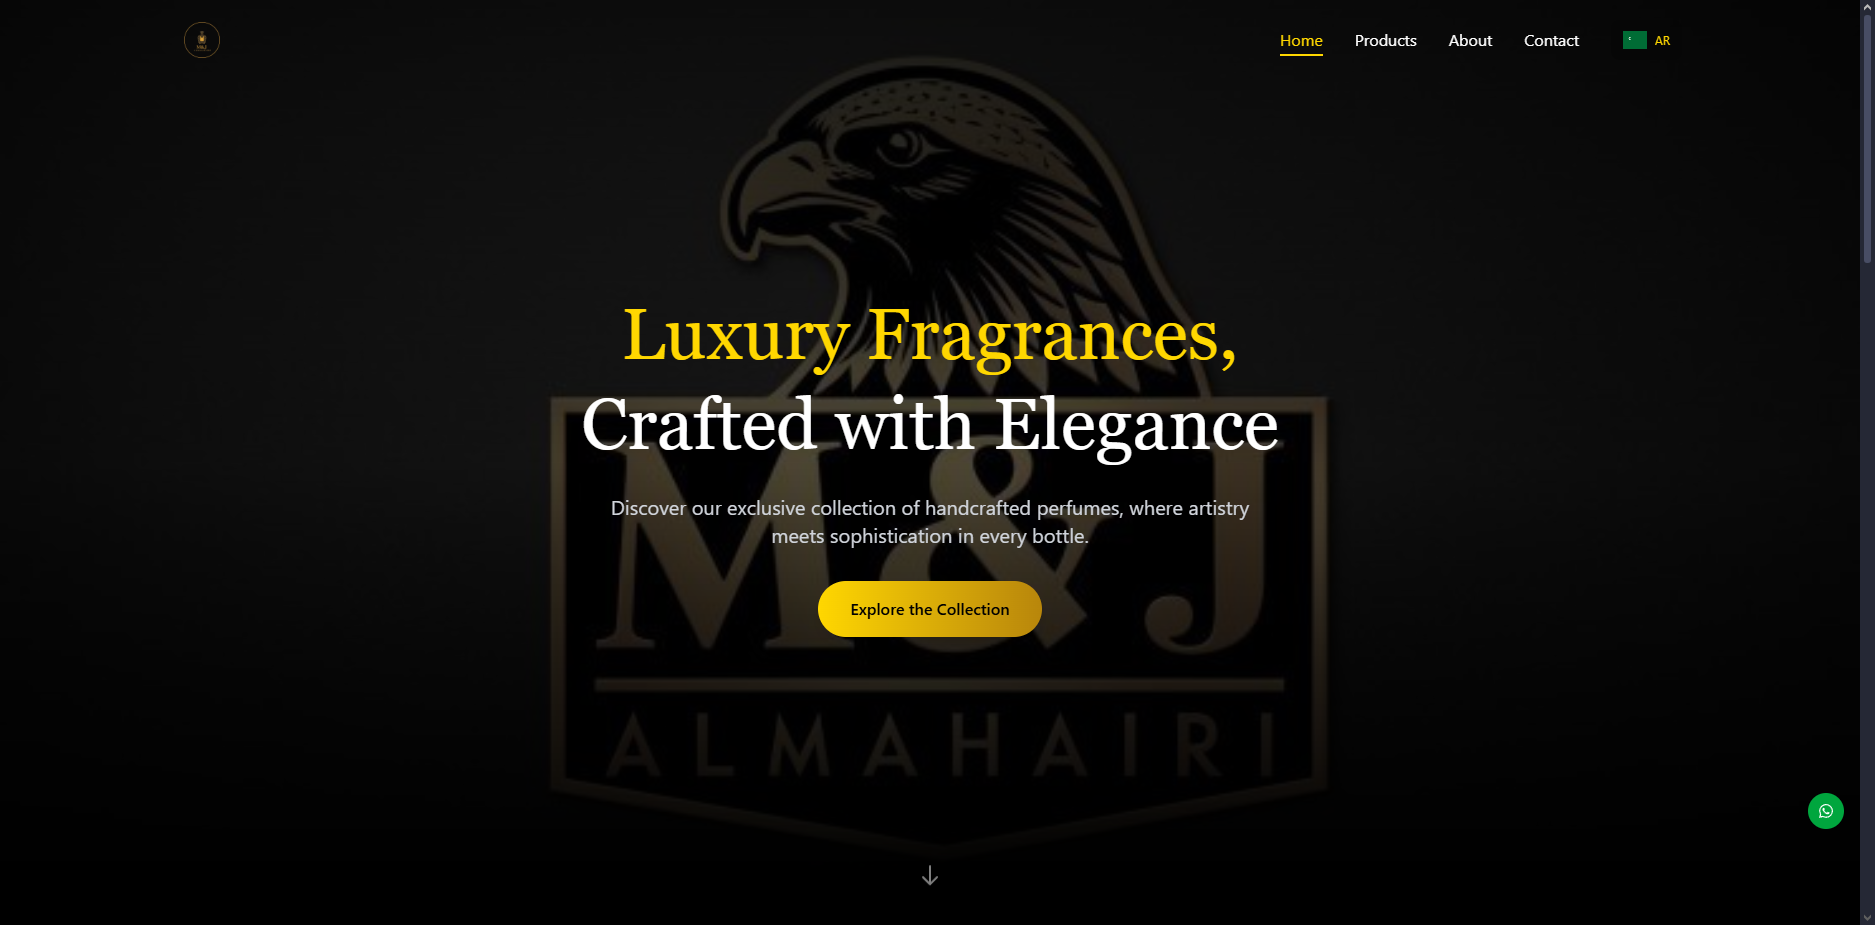 Home Products About Contact AR
Luxury Fragrances,
Crafted with Elegance
Discover our exclusive collection of handcrafted perfumes, where artistry
meets sophistication in every bottle.
Explore the Collection
M&J
ALMAHAIRI